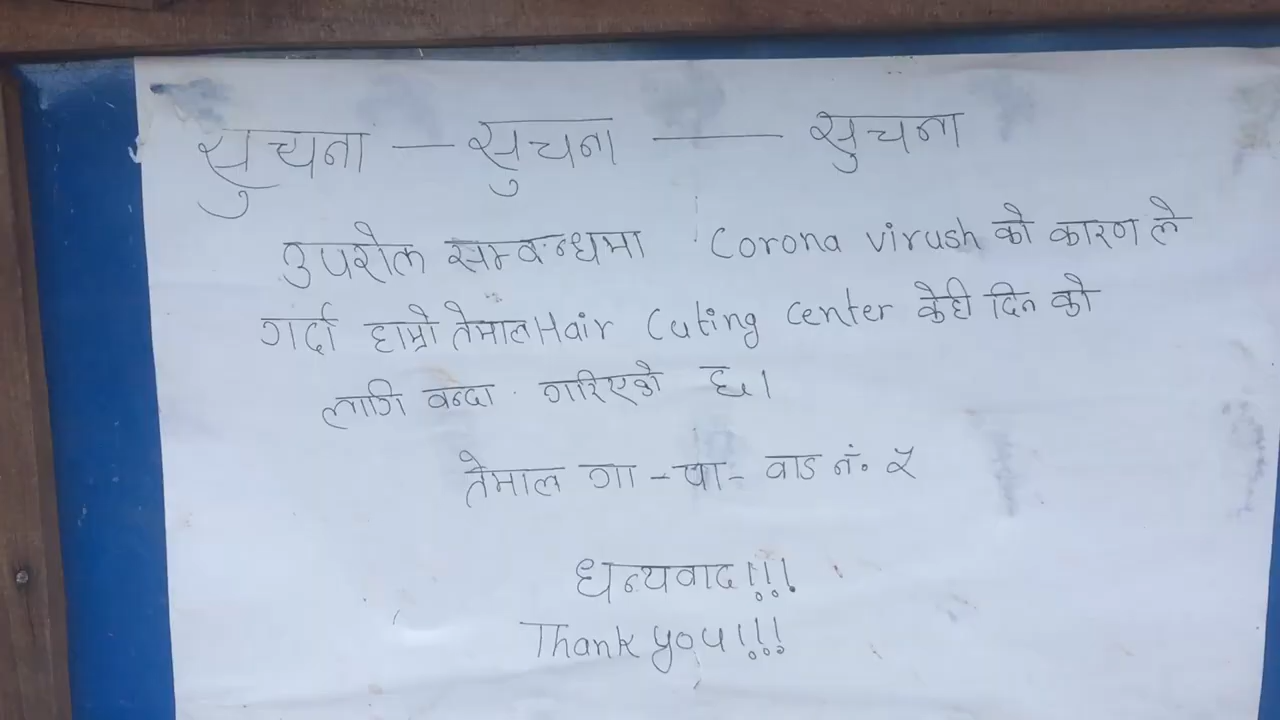 सुचना — सुचना —— सुचना
उपरोत्त सम्बन्धमा Corona virush को कारण ले
गर्दा हाम्रो तेमाल Hair Cuting Center केही दिन को
लागि बन्दा गरिएको छ।
तेमाल गा - पा - वाड नं. ५
धन्यवाद!!!
Thank you!!!